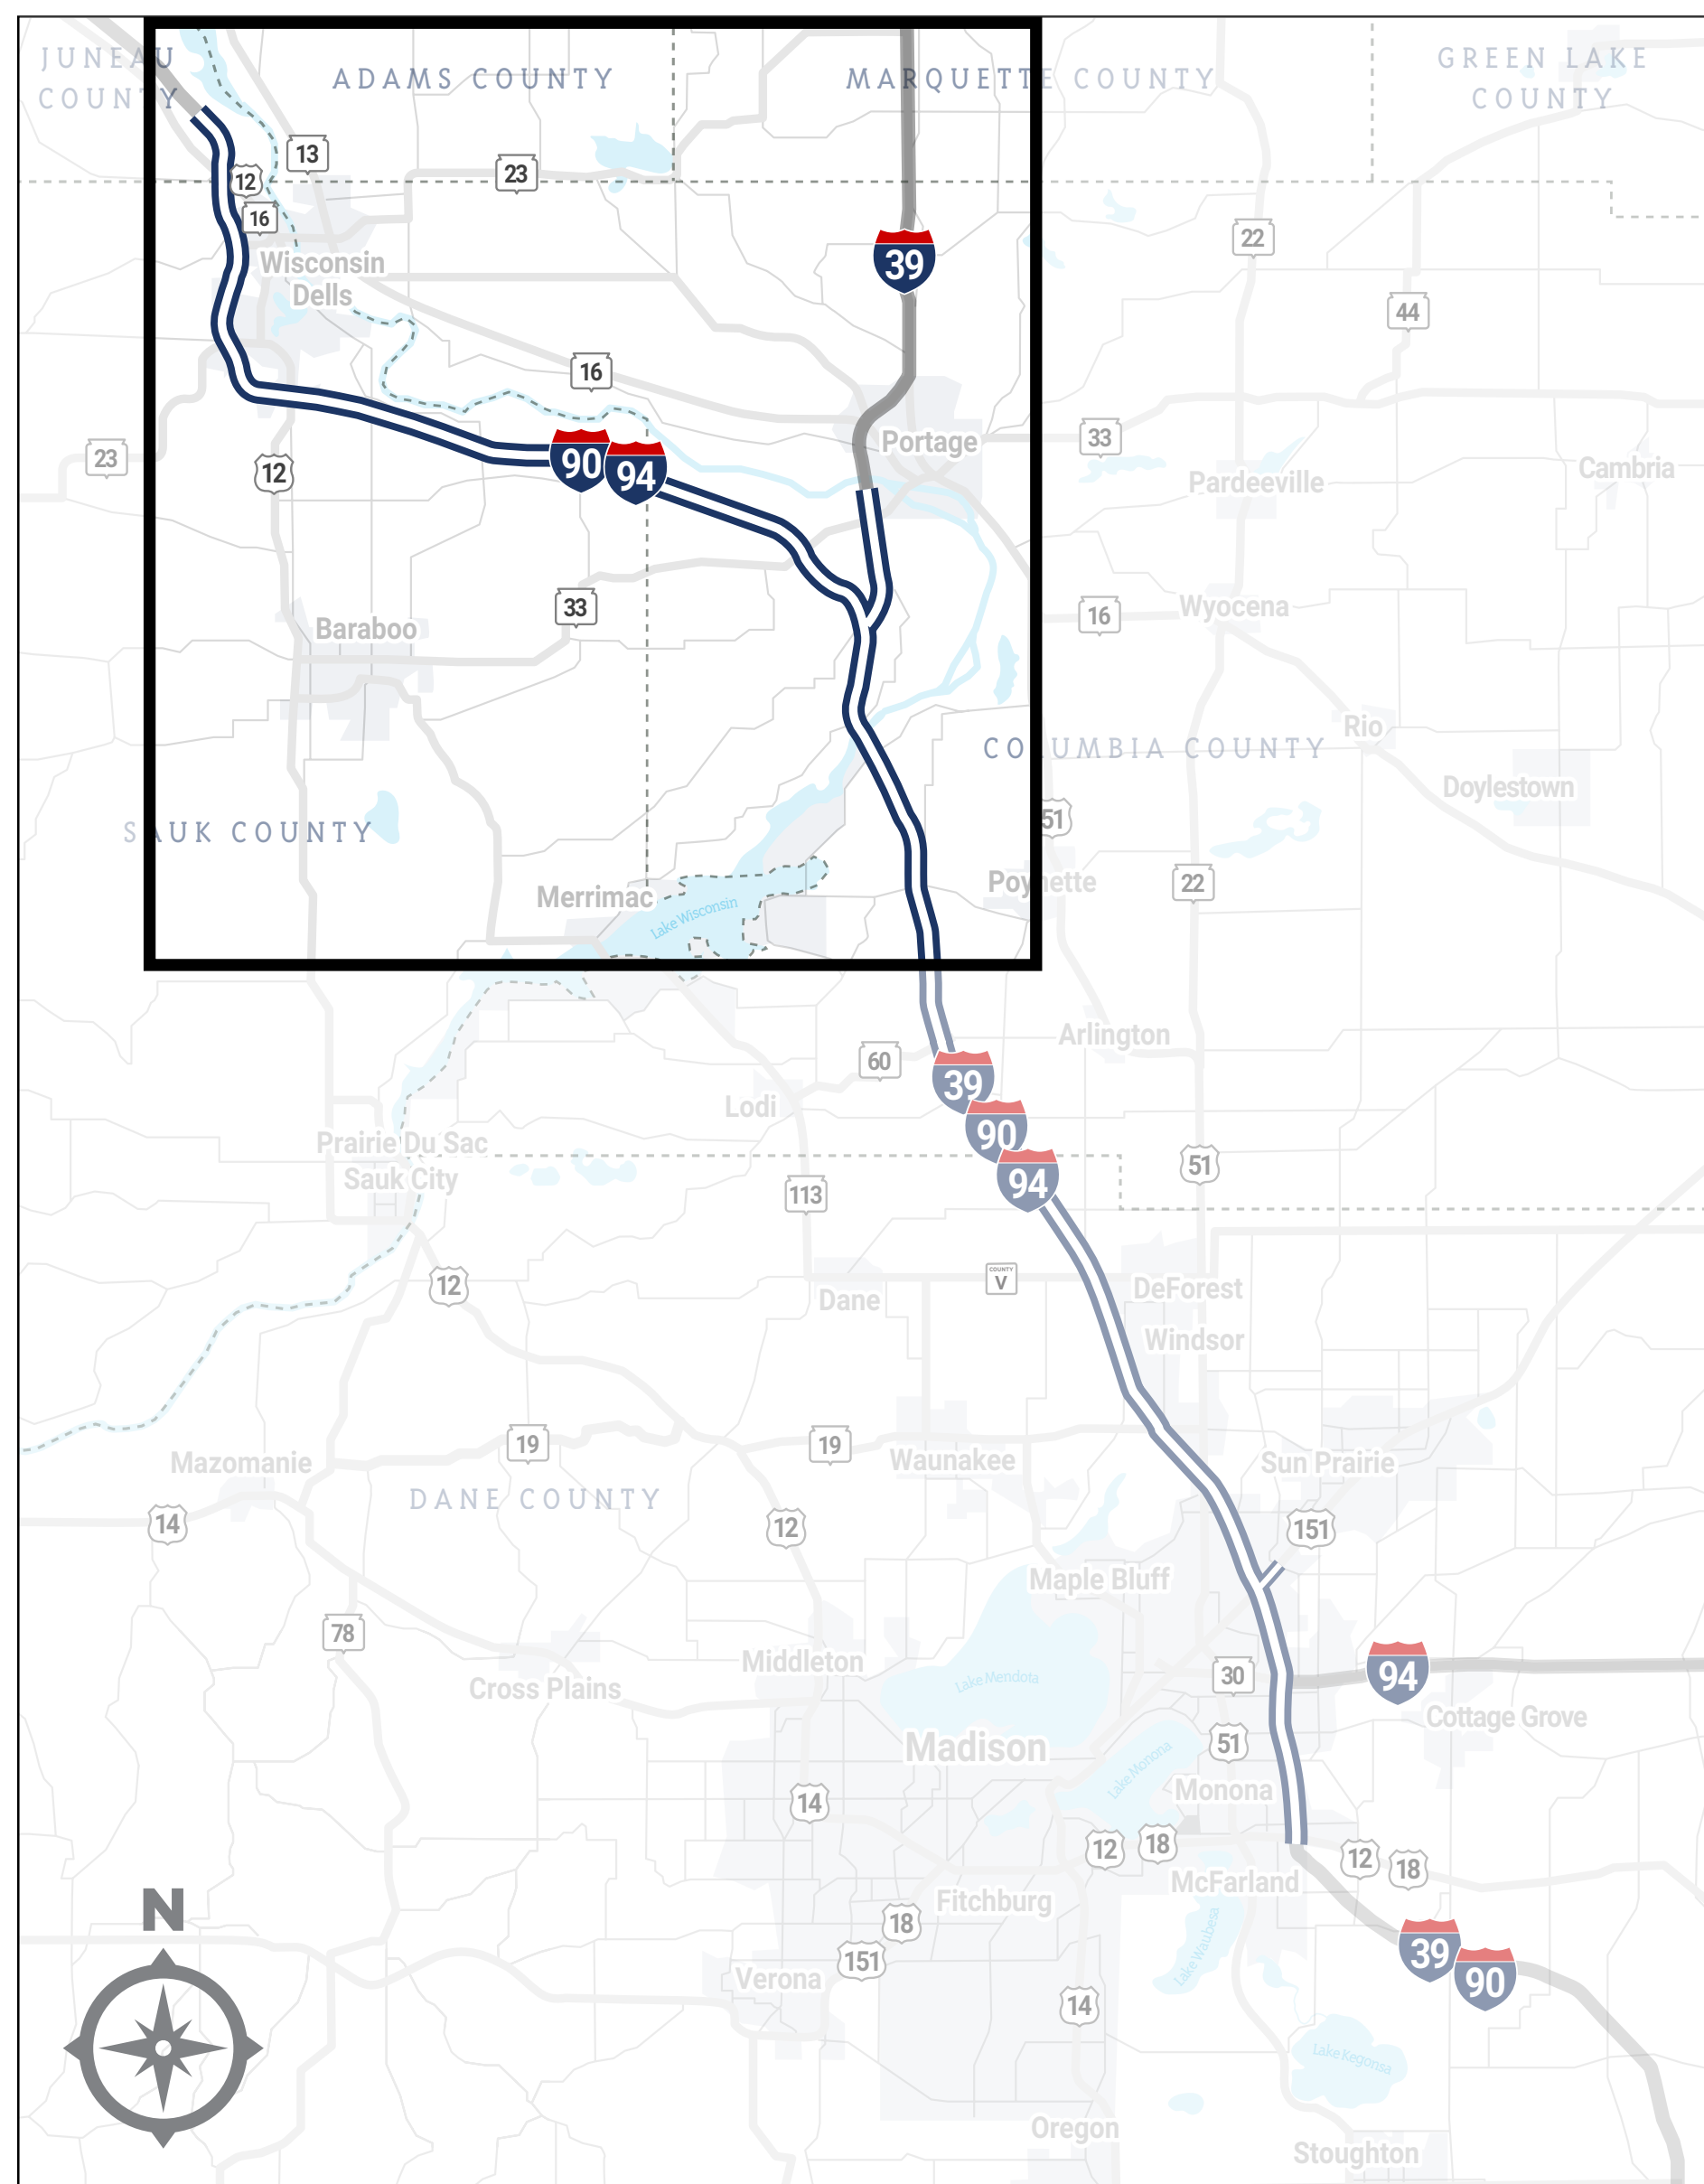 JUNEAU
COUNTY
ADAMS COUNTY
MARQUETTE COUNTY
GREEN LAKE
COUNTY
13
12
23
16
22
39
Wisconsin
Dells
44
16
33
Portage
23
12
90
94
Pardeeville
Cambria
33
16
Wyocena
Baraboo
COLUMBIA COUNTY
Rio
Doylestown
SAUK COUNTY
51
Poynette
22
Merrimac
Lake Wisconsin
60
39
Arlington
Lodi
90
Prairie Du Sac
Sauk City
94
51
113
12
Dane
COUNTY
V
DeForest
Windsor
Mazomanie
19
19
Waunakee
Sun Prairie
DANE COUNTY
14
12
151
Maple Bluff
78
Middleton
Cross Plains
Lake Mendota
30
94
Cottage Grove
Madison
51
Lake Monona
Monona
14
12
18
12
18
McFarland
Fitchburg
N
18
151
Lake Waubesa
39
90
Verona
14
Lake Kegonsa
Oregon
Stoughton